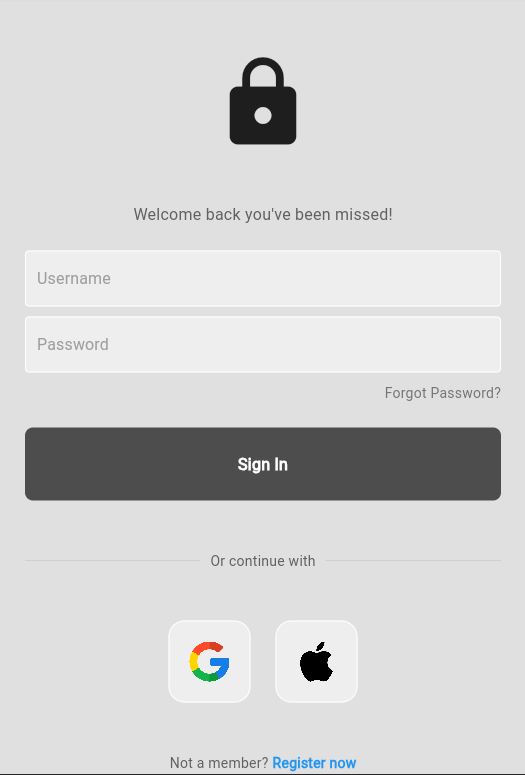 Welcome back you've been missed!
Username
Password
Forgot Password?
Sign In
Or continue with
Not a member? Register now